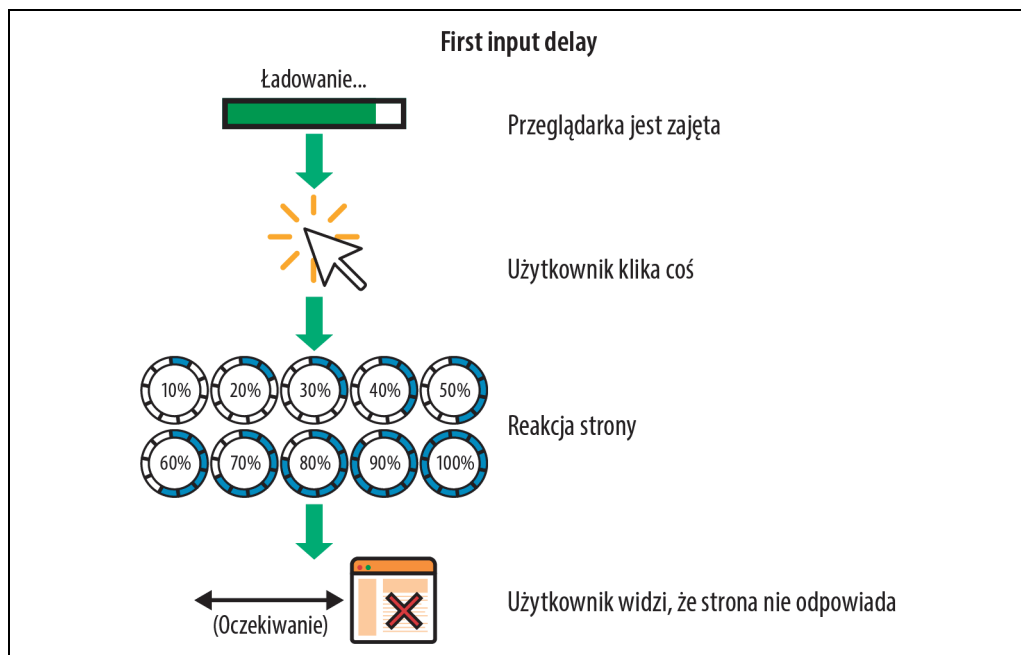 First input delay
Ładowanie...
Przeglądarka jest zajęta
Użytkownik klika coś
10% 20% 30% 40% 50%
Reakcja strony
60% 70% 80% 90% 100%
(Oczekiwanie)
Użytkownik widzi, że strona nie odpowiada